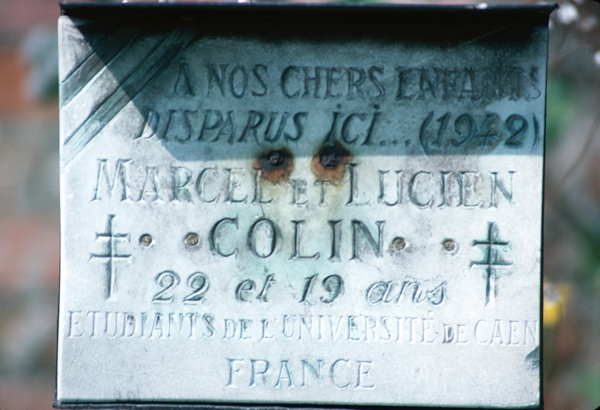 À NOS CHERS ENFANTS
DISPARUS ICI... (1942)
MARCEL ET LUCIEN
COLIN
22 et 19 ans
ETUDIANTS DE L'UNIVERSITÉ DE CAEN
FRANCE